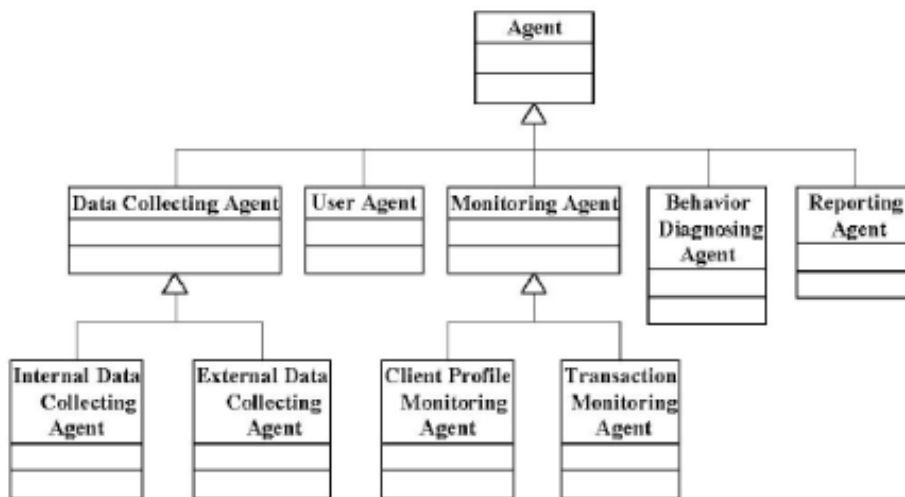 Agent
Data Collecting Agent
User Agent
Monitoring Agent
Behavior
Diagnosing
Agent
Reporting
Agent
Internal Data
Collecting
Agent
External Data
Collecting
Agent
Client Profile
Monitoring
Agent
Transaction
Monitoring
Agent